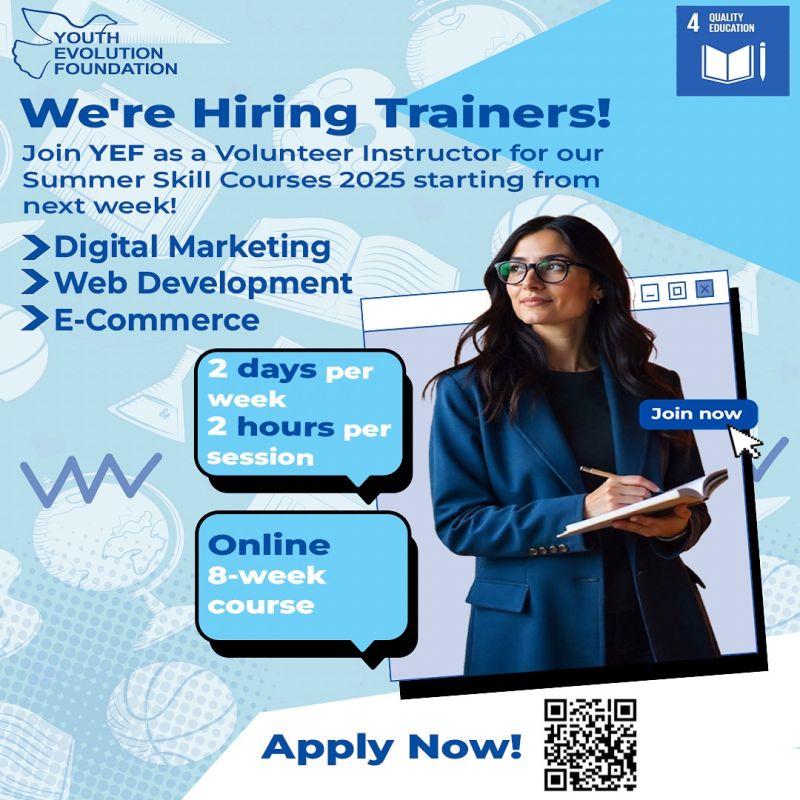 YOUTH
EVOLUTION
FOUNDATION
4 QUALITY
EDUCATION
We're Hiring Trainers!
Join YEF as a Volunteer Instructor for our
Summer Skill Courses 2025 starting from
next week!
Digital Marketing
Web Development
E-Commerce
2 days per
week
2 hours per
session
Join now
Online
8-week
course
Apply Now!